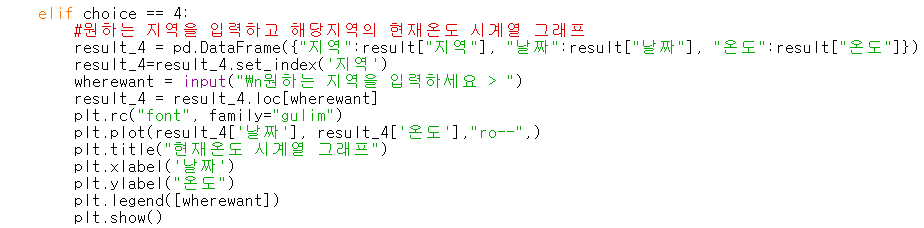 elif choice == 4:
#원하는 지역을 입력하고 해당지역의 현재온도 시계열 그래프
result_4 = pd.DataFrame({"지역":result["지역"], "날짜":result["날짜"], "온도":result["온도"]})
result_4=result_4.set_index('지역')
wherewant = input("₩n원하는 지역을 입력하세요 > ")
result_4 = result_4.loc[wherewant]
plt.rc("font", family="gulim")
plt.plot(result_4['날짜'], result_4['온도'],"ro--",)
plt.title("현재온도 시계열 그래프")
plt.xlabel('날짜')
plt.ylabel("온도")
plt.legend([wherewant])
plt.show()